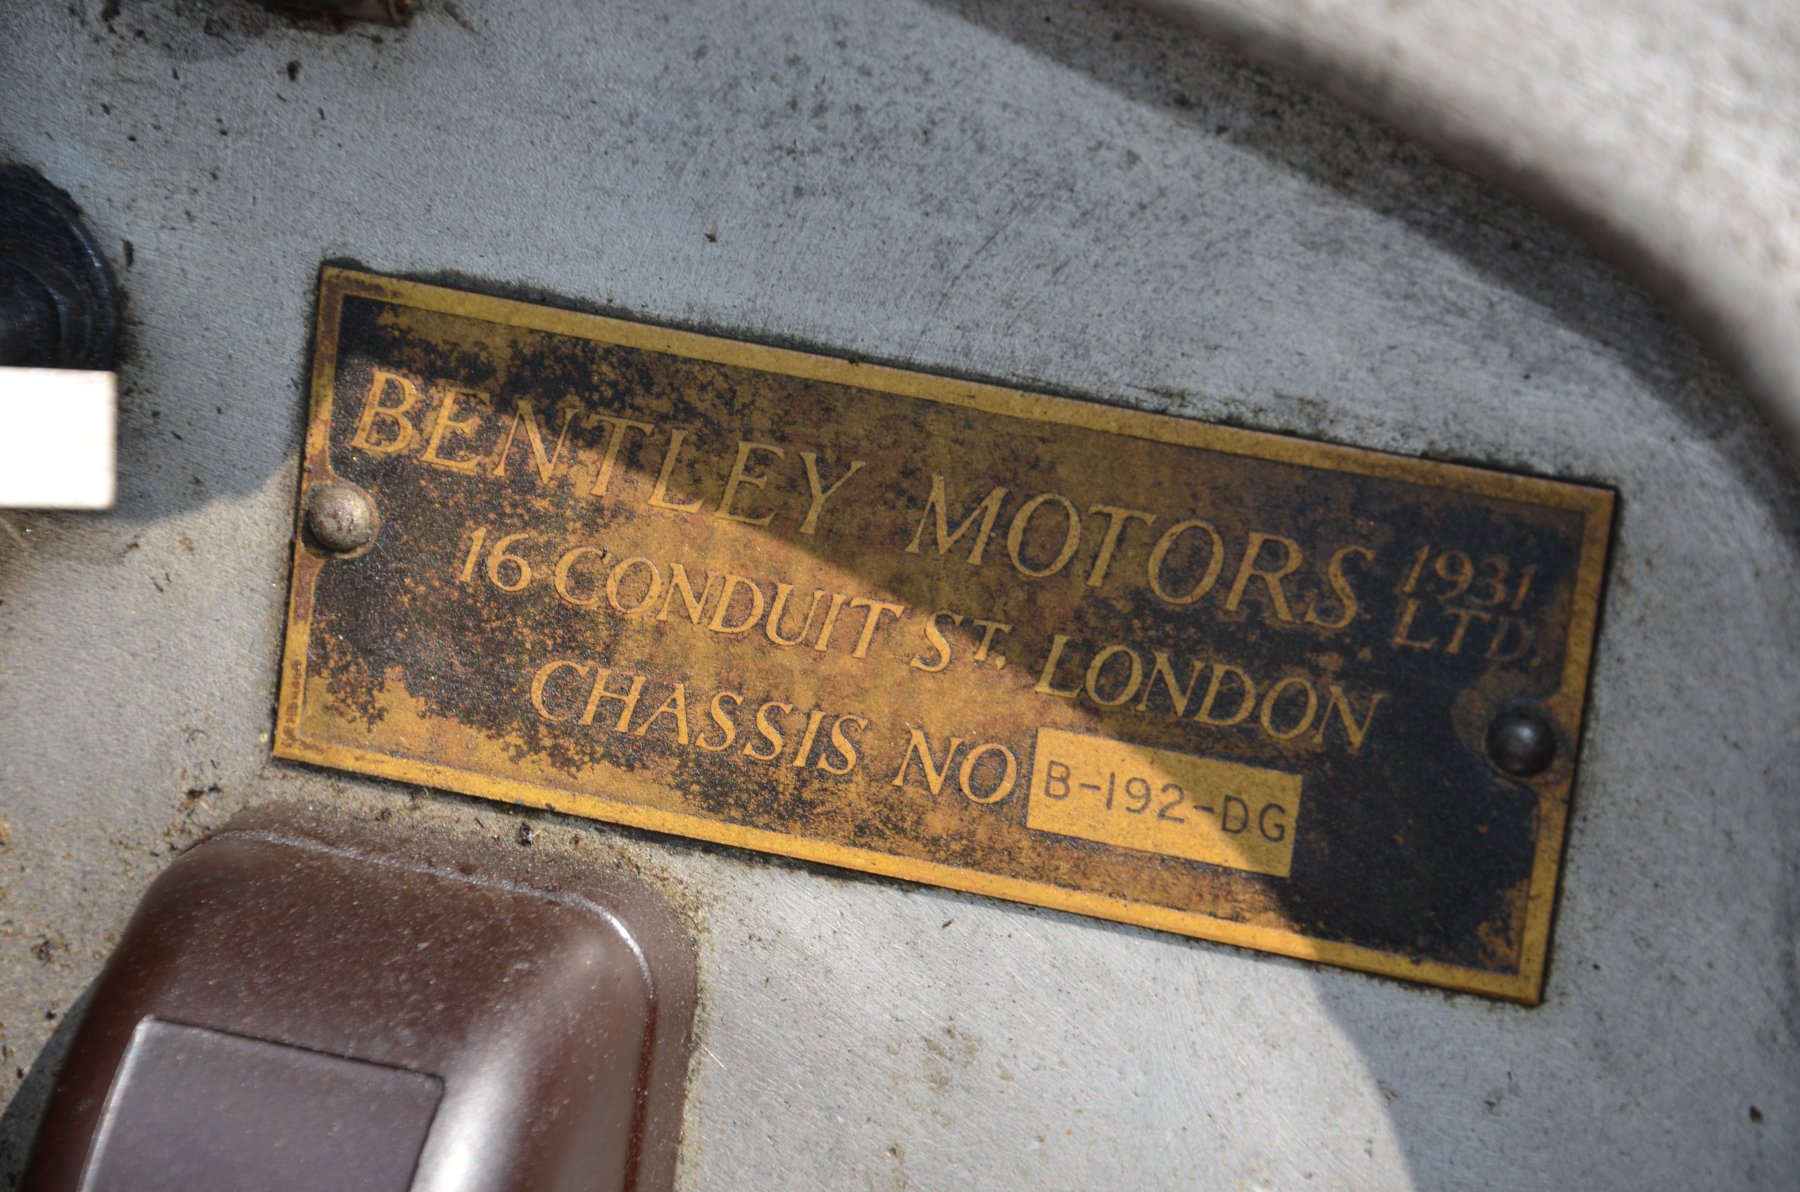 BENTLEY MOTORS 1931 LTD.
16 CONDUIT ST. LONDON
CHASSIS NO B-192-DG